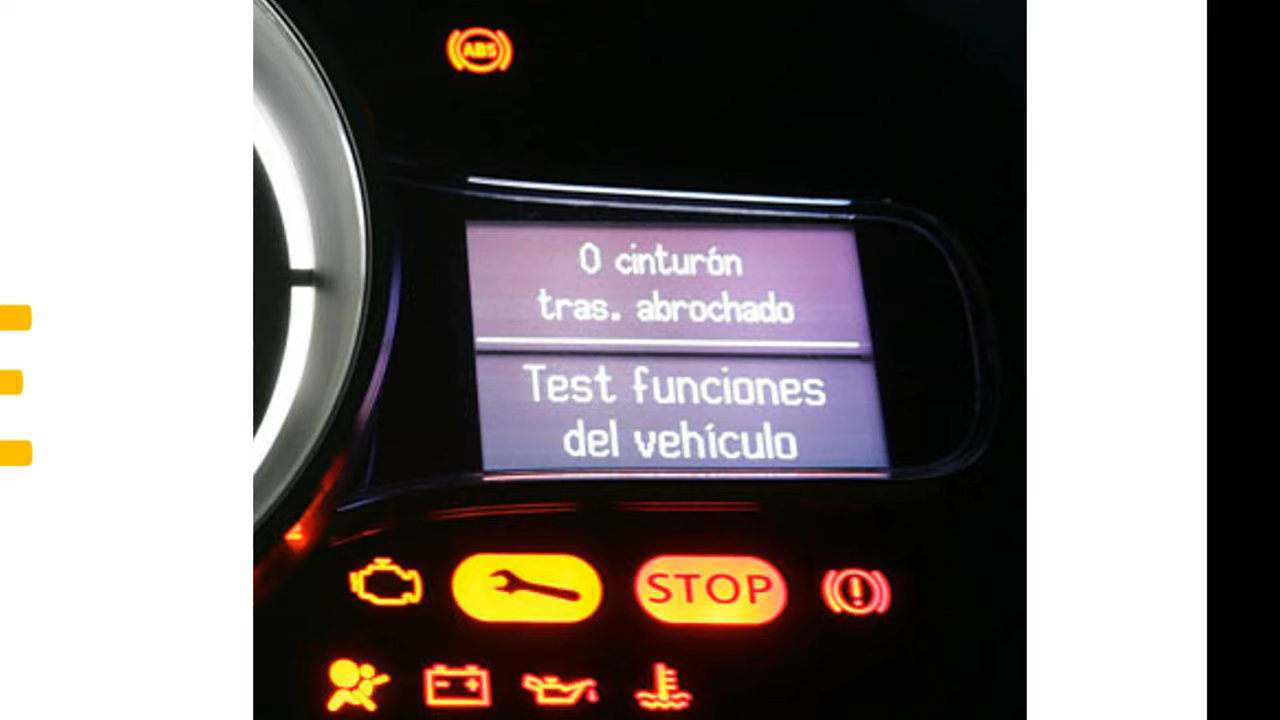 ABS
0 cinturón
tras. abrochado
Test funciones
del vehículo
STOP